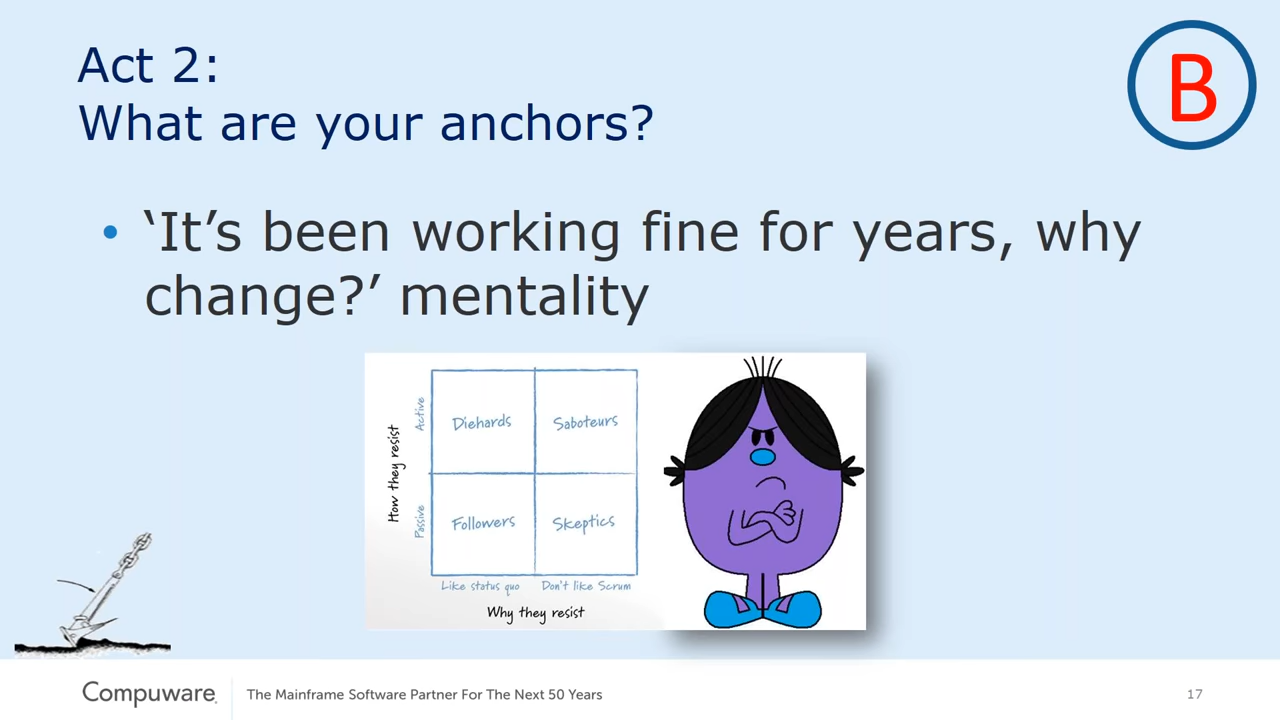 Act 2:
What are your anchors?
B
• ‘It’s been working fine for years, why
change?’ mentality
How they resist
Active
Passive
Diehards
Saboteurs
Followers
Skeptics
Like status quo
Don't like Scrum
Why they resist
Compuware
The Mainframe Software Partner For The Next 50 Years
17